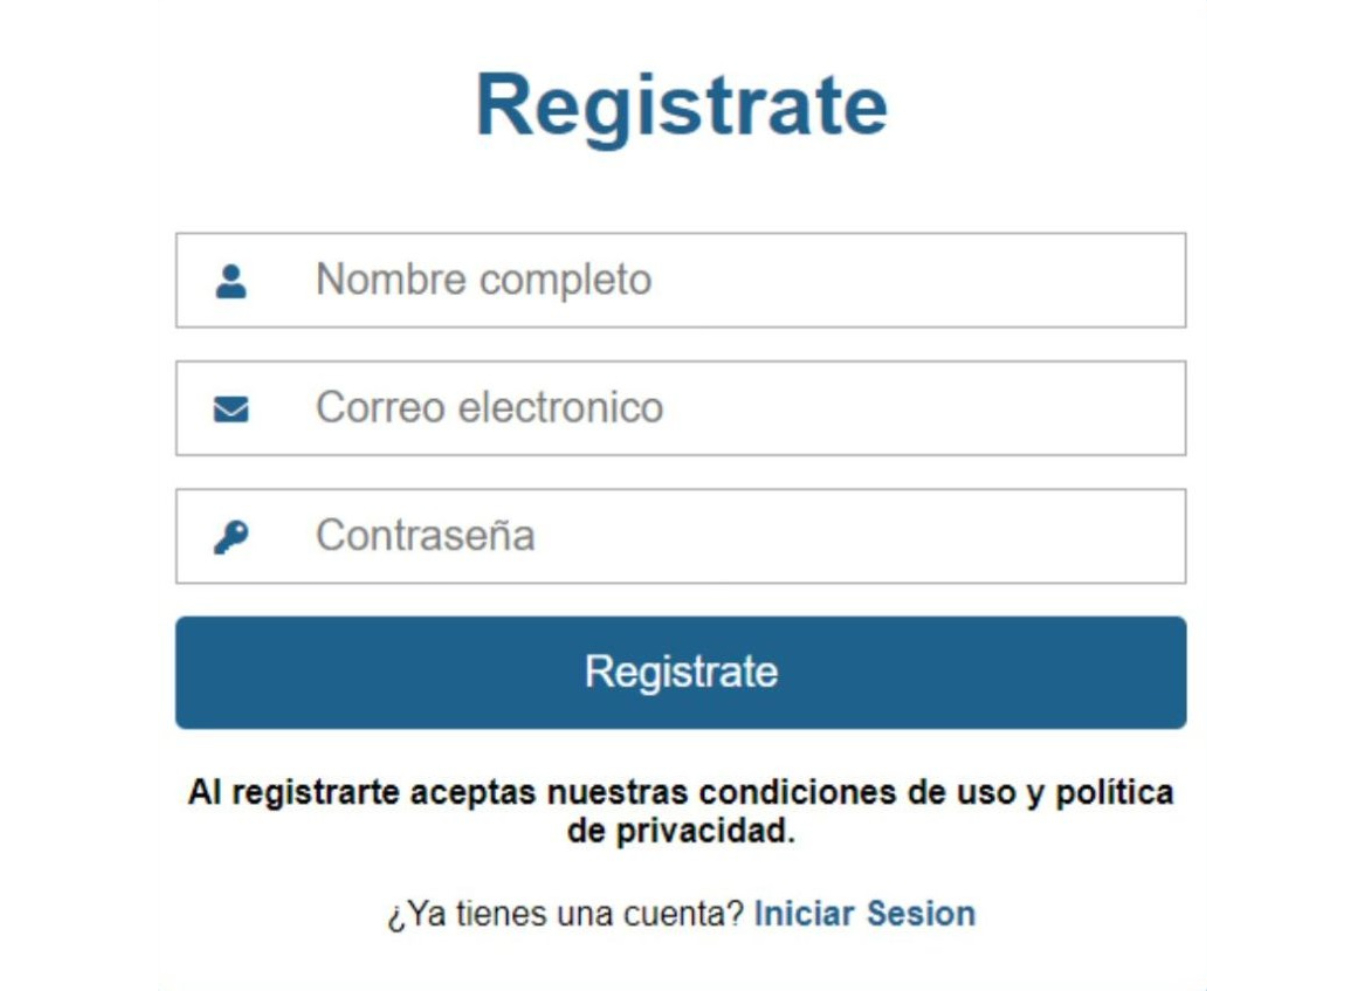 Registrate
Nombre completo
Correo electronico
Contraseña
Registrate
Al registrarte aceptas nuestras condiciones de uso y política
de privacidad.
¿Ya tienes una cuenta? Iniciar Sesion